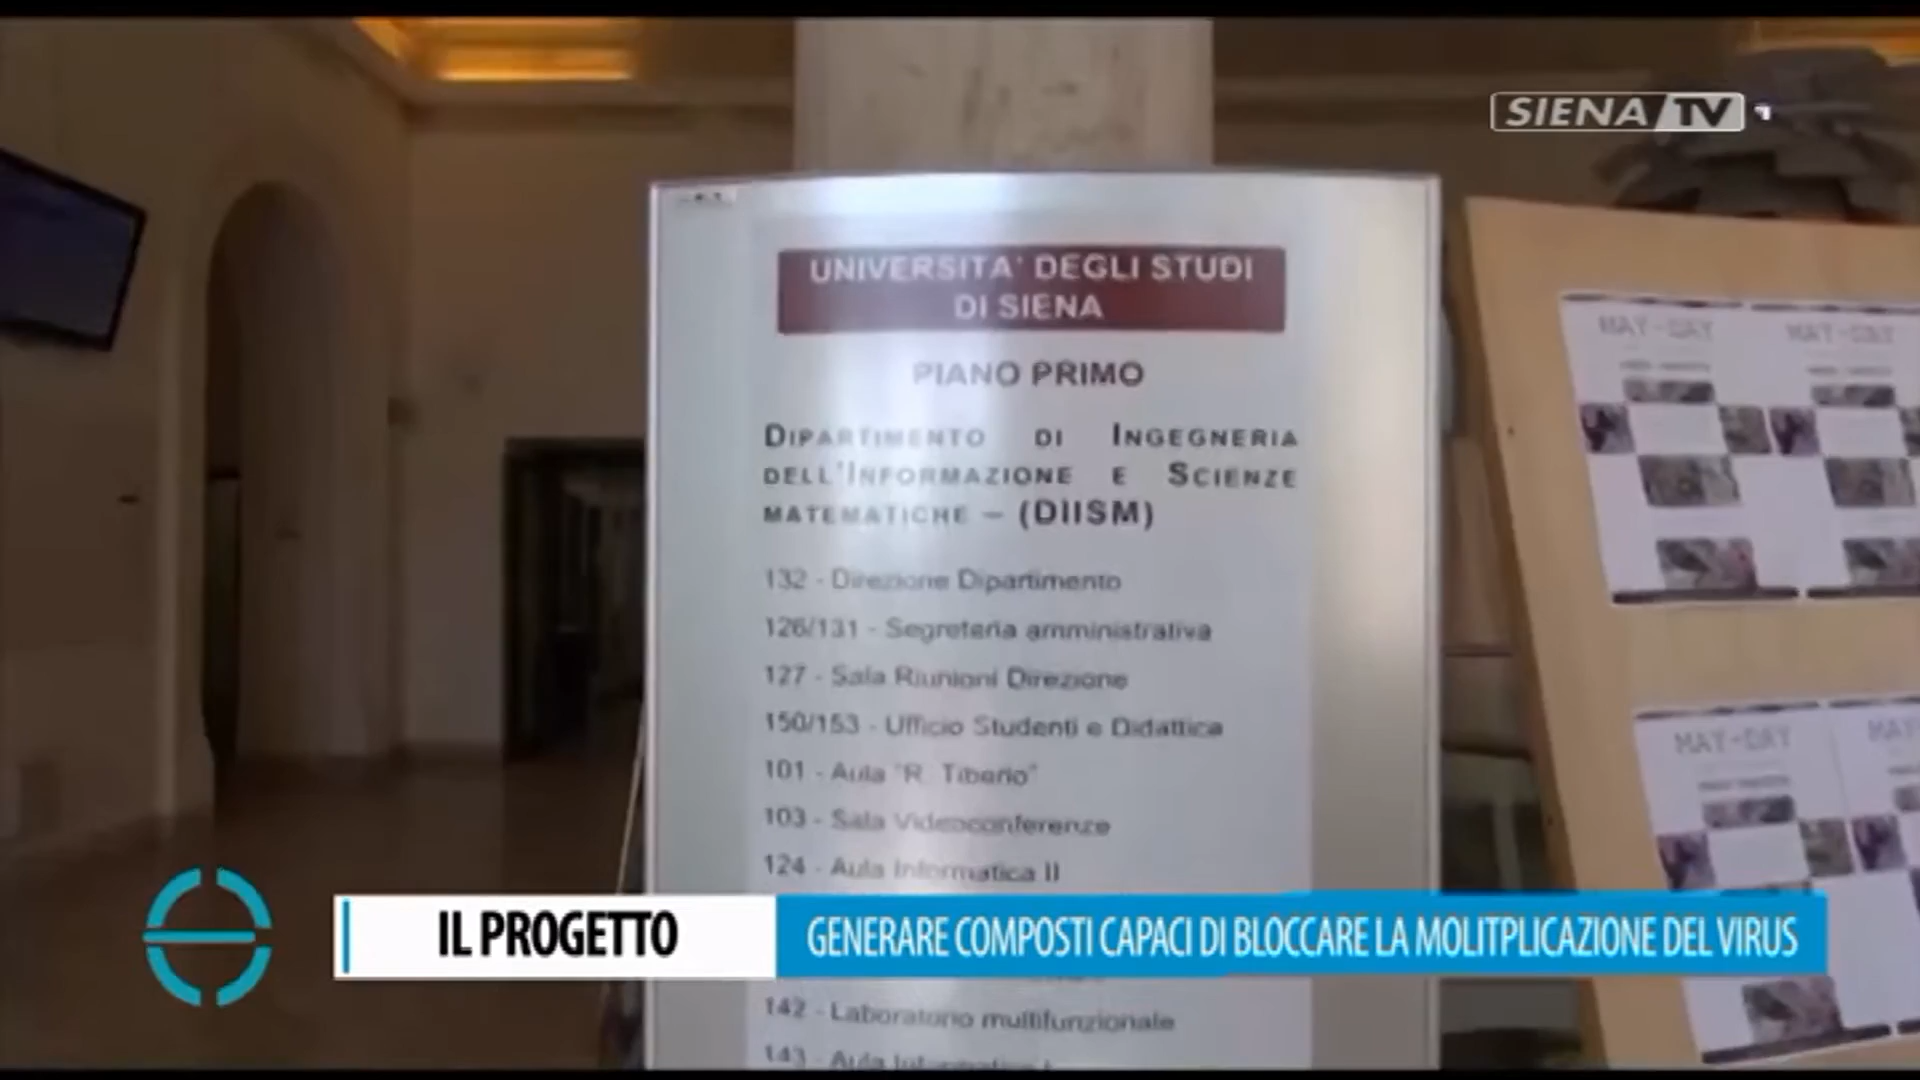 SIENA TV
UNIVERSITA' DEGLI STUDI
DI SIENA
PIANO PRIMO
DIPARTIMENTO DI INGEGNERIA
DELL'INFORMAZIONE E SCIENZE
MATEMATICHE – (DIISM)
132 - Direzione Dipartimento
126/131 - Segreteria amministrativa
127 - Sala Riunioni Direzione
150/153 - Ufficio Studenti e Didattica
101 - Aula "R. Tiberio"
103 - Sala Videoconferenze
124 - Aula Informatica II
IL PROGETTO
GENERARE COMPOSTI CAPACI DI BLOCCARE LA MOLITPLICAZIONE DEL VIRUS
142 - Laboratorio multifunzionale
143 - Aula Informatica I
MAY-DAY
MAY-DAY
MAY-DAY